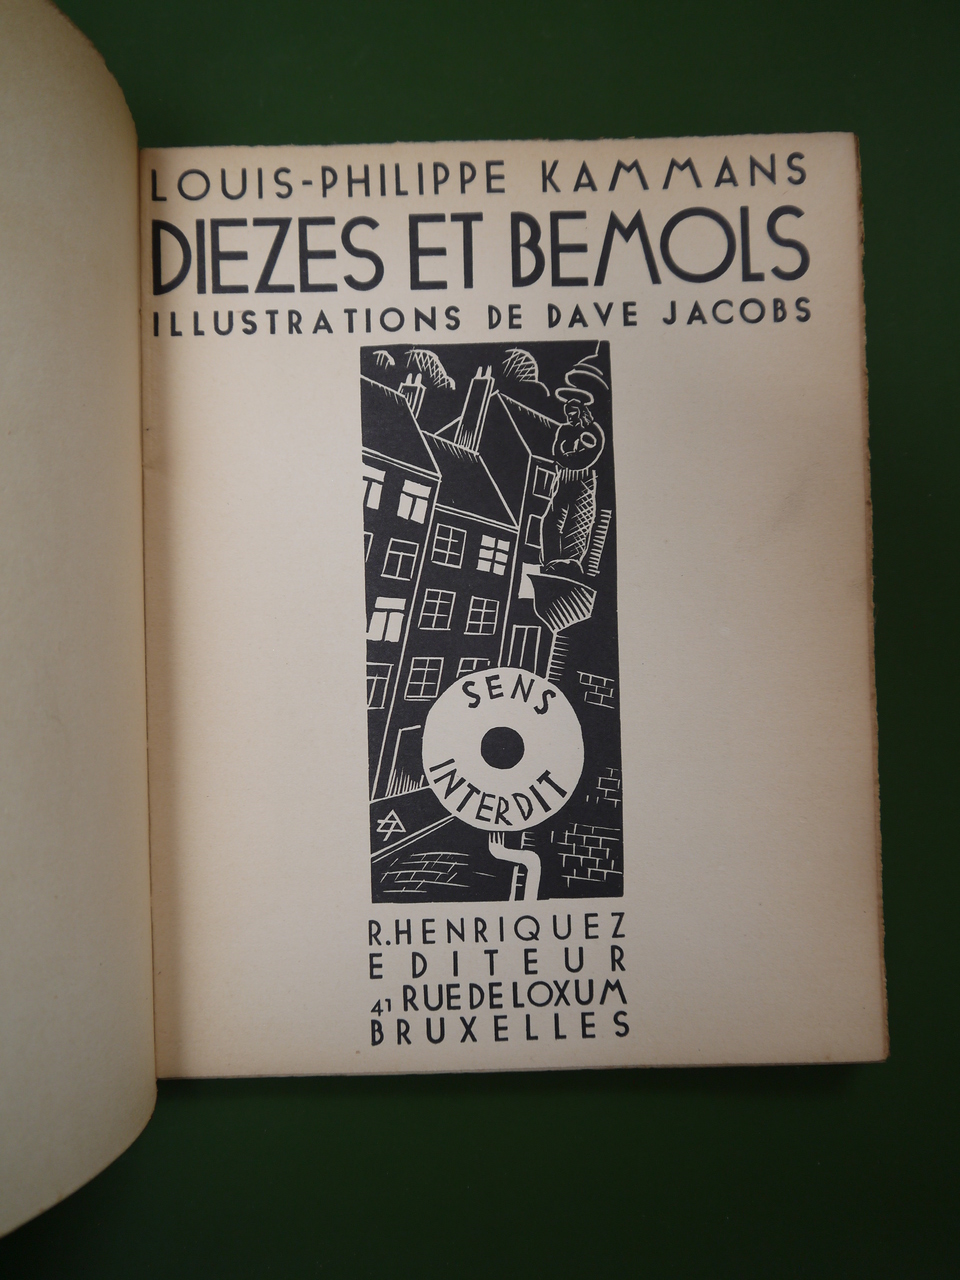 LOUIS-PHILIPPE KAMMANS
DIEZES ET BEMOLS
ILLUSTRATIONS DE DAVE JACOBS
SENS
INTERDIT
R.HENRIQUEZ
EDITEUR
41 RUE DE LOXUM
BRUXELLES